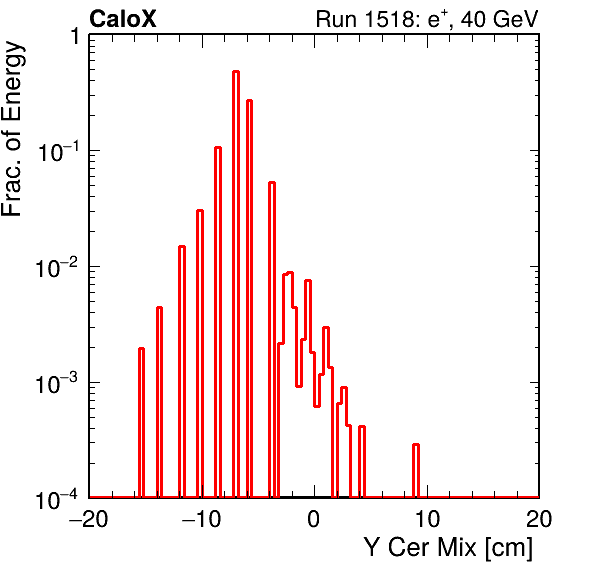 CaloX Run 1518: e⁺, 40 GeV
Frac. of Energy
1
10⁻¹
10⁻²
10⁻³
10⁻⁴
−20 −10 0 10 20
Y Cer Mix [cm]